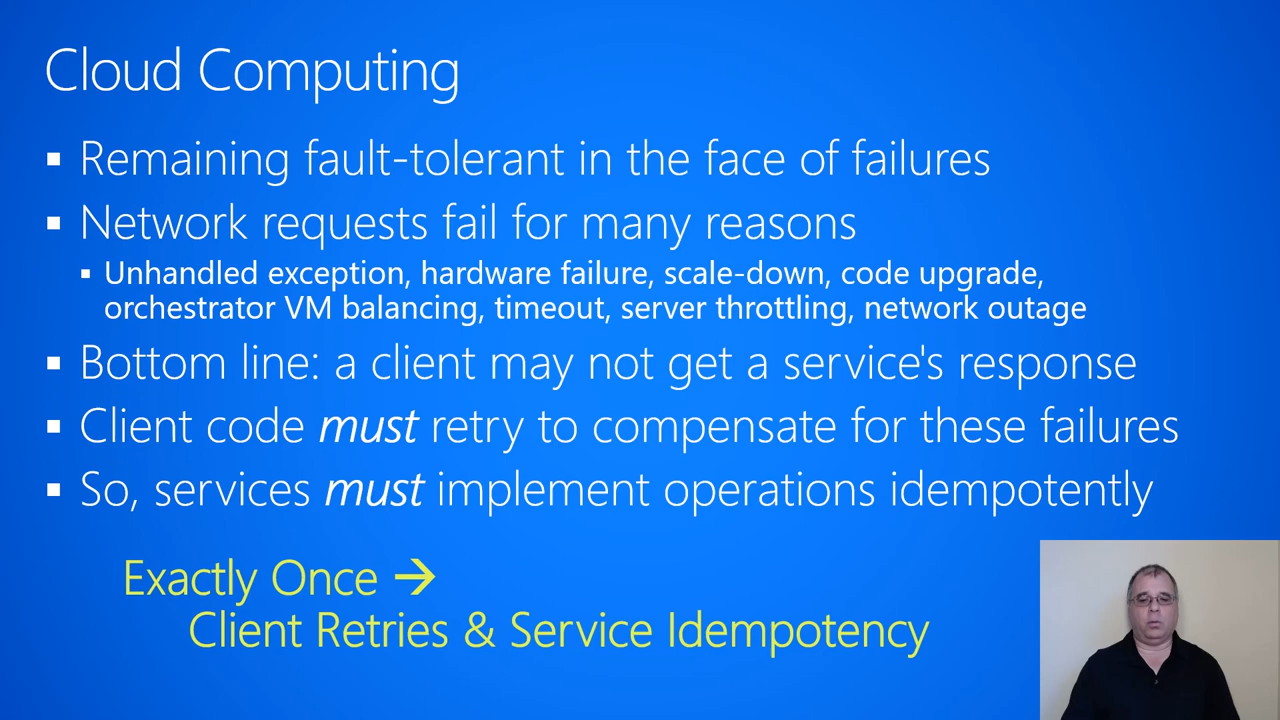 Cloud Computing
▪ Remaining fault-tolerant in the face of failures
▪ Network requests fail for many reasons
▪ Unhandled exception, hardware failure, scale-down, code upgrade,
orchestrator VM balancing, timeout, server throttling, network outage
▪ Bottom line: a client may not get a service's response
▪ Client code must retry to compensate for these failures
▪ So, services must implement operations idempotently
Exactly Once →
Client Retries & Service Idempotency